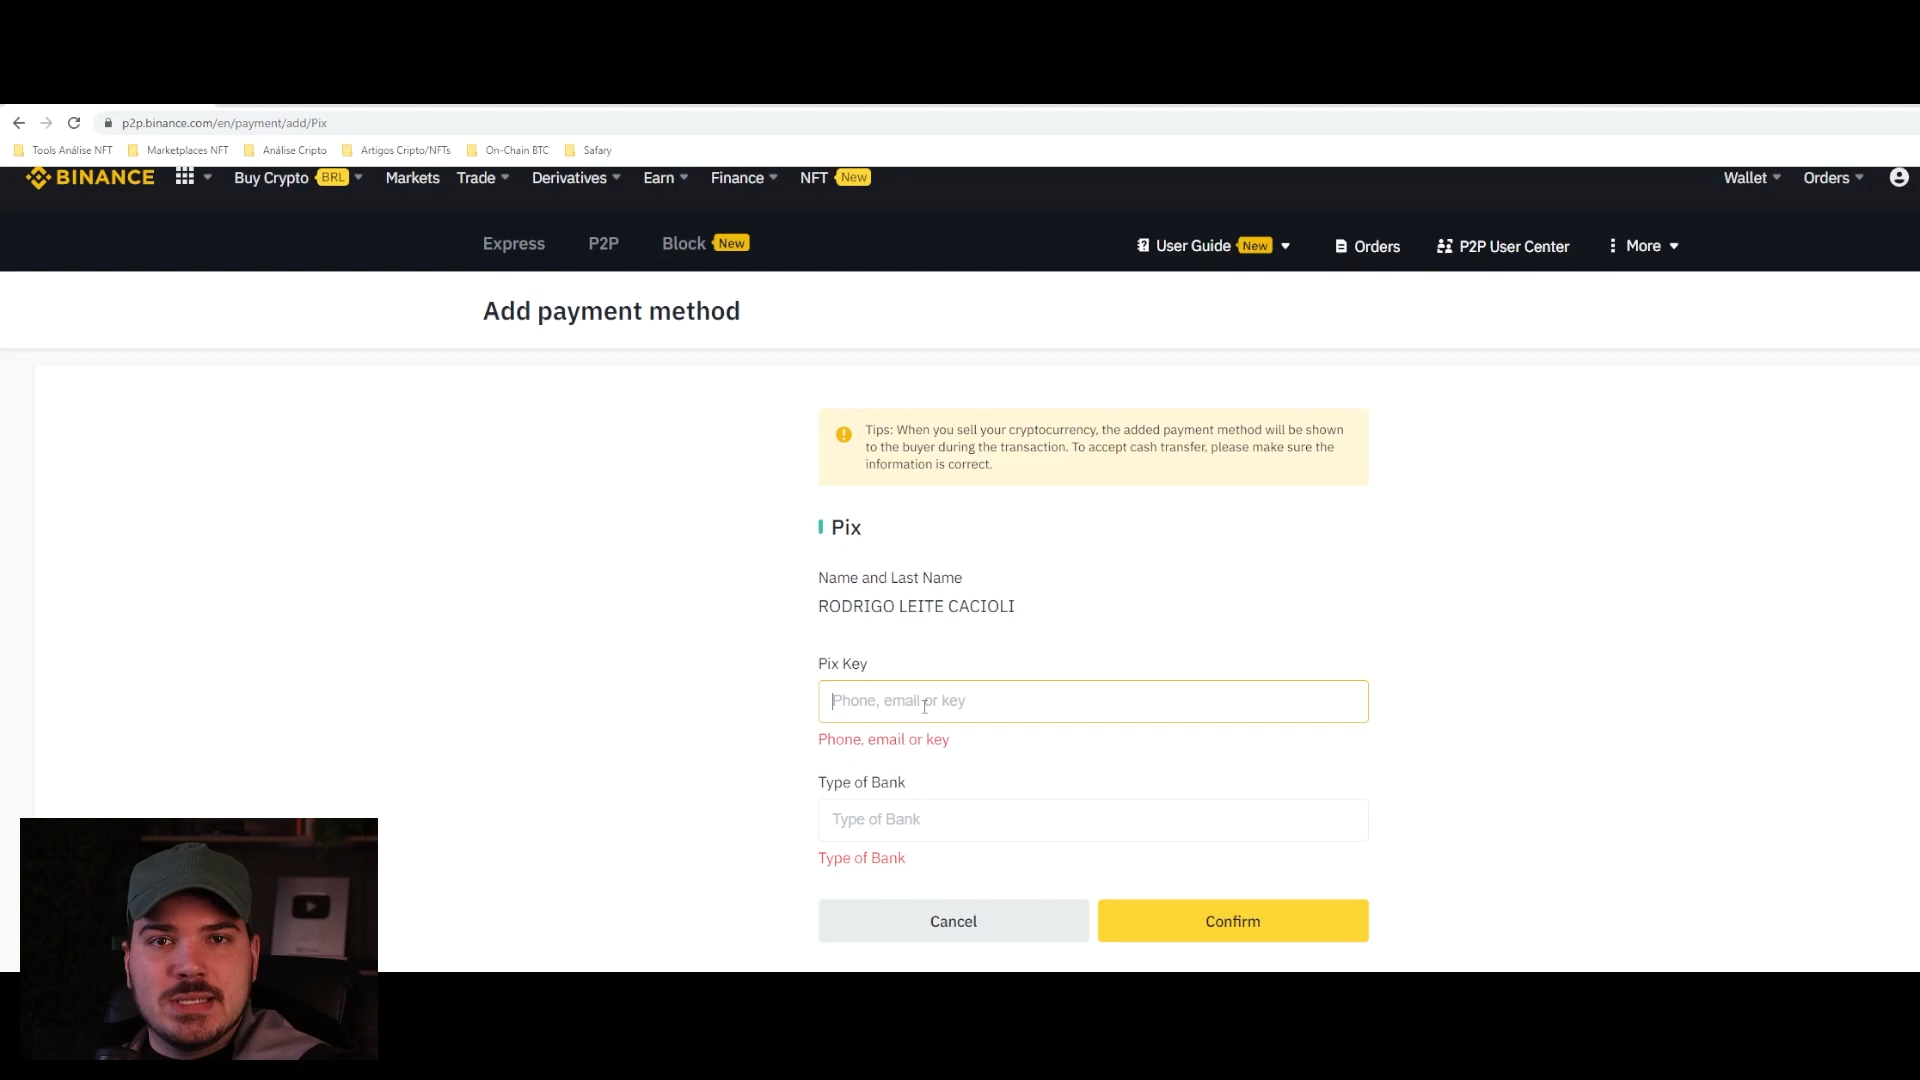 p2p.binance.com/en/payment/add/Pix
Tools Análise NFT Marketplaces NFT Análise Cripto Artigos Cripto/NFTs On-Chain BTC Safary
BINANCE Buy Crypto BRL Markets Trade Derivatives Earn Finance NFT New Wallet Orders
Express P2P Block New User Guide New Orders P2P User Center More
Add payment method
Tips: When you sell your cryptocurrency, the added payment method will be shown
to the buyer during the transaction. To accept cash transfer, please make sure the
information is correct.
Pix
Name and Last Name
RODRIGO LEITE CACIOLI
Pix Key
Phone, email or key
Phone, email or key
Type of Bank
Type of Bank
Type of Bank
Cancel Confirm